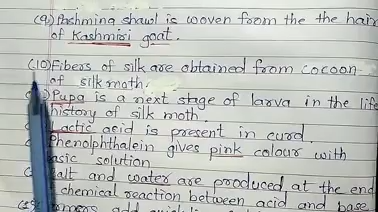 (9) Pashmina shawl is wooven from the the hair
of Kashmiri goat.
(10) Fibers of silk are obtained from cocoon
of silk moth.
Pupa is a next stage of larva in the life
history of silk moth.
Lactic acid is present in curd.
Phenolphthalein gives pink colour with
solution
and water are produced at the end
chemical reaction between acid and base
add